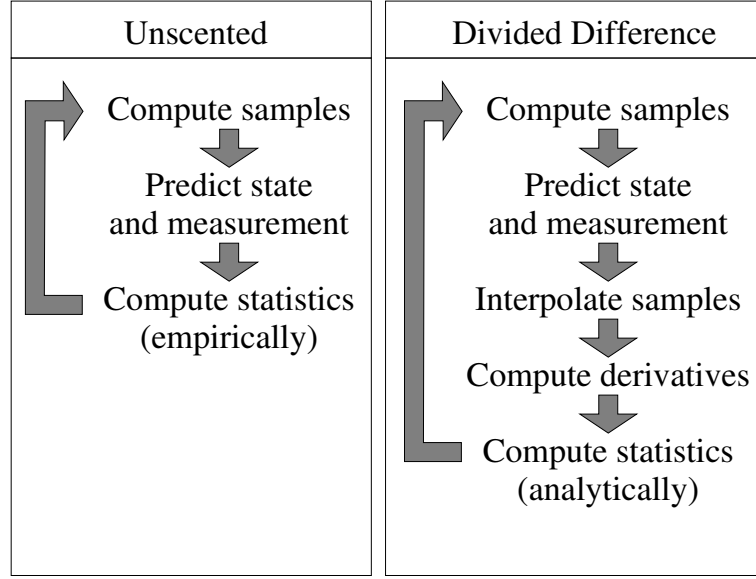 Unscented
Compute samples
Predict state
and measurement
Compute statistics
(empirically)
Divided Difference
Compute samples
Predict state
and measurement
Interpolate samples
Compute derivatives
Compute statistics
(analytically)